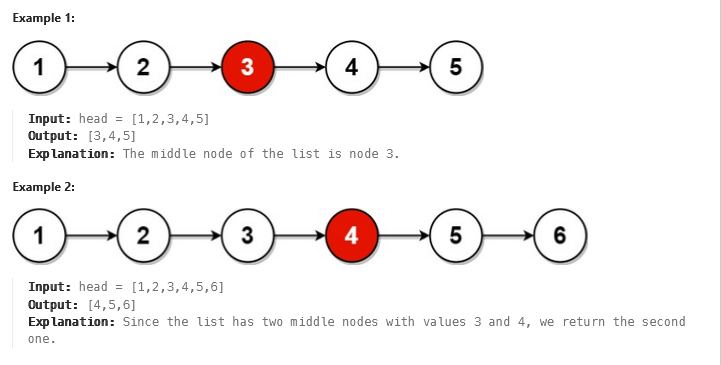 Example 1:
1 2 3 4 5
Input: head = [1,2,3,4,5]
Output: [3,4,5]
Explanation: The middle node of the list is node 3.
Example 2:
1 2 3 4 5 6
Input: head = [1,2,3,4,5,6]
Output: [4,5,6]
Explanation: Since the list has two middle nodes with values 3 and 4, we return the second
one.